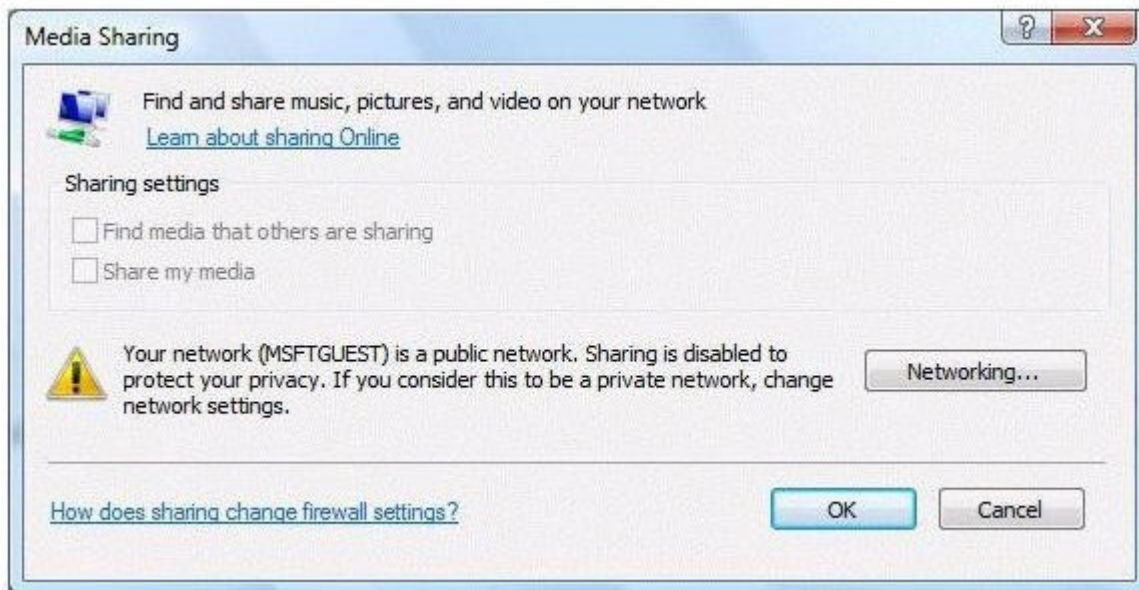 Media Sharing
Find and share music, pictures, and video on your network
Learn about sharing Online
Sharing settings
Find media that others are sharing
Share my media
Your network (MSFTGUEST) is a public network. Sharing is disabled to
protect your privacy. If you consider this to be a private network, change
network settings.
Networking...
How does sharing change firewall settings?
OK
Cancel